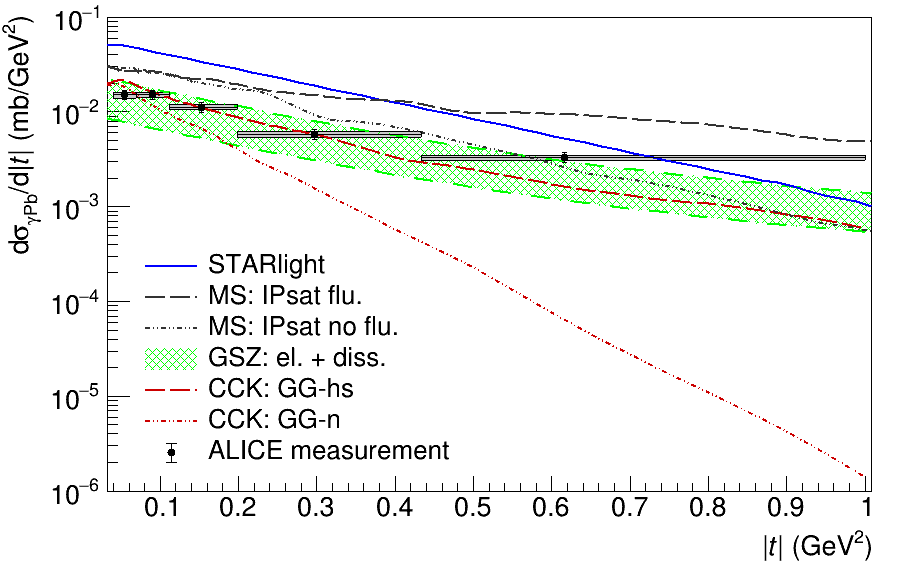 dσγPb/d|t| (mb/GeV²)
10⁻¹
10⁻²
10⁻³
10⁻⁴
10⁻⁵
10⁻⁶
STARlight
MS: IPsat flu.
MS: IPsat no flu.
GSZ: el. + diss.
CCK: GG-hs
CCK: GG-n
ALICE measurement
0.1 0.2 0.3 0.4 0.5 0.6 0.7 0.8 0.9 1
|t| (GeV²)